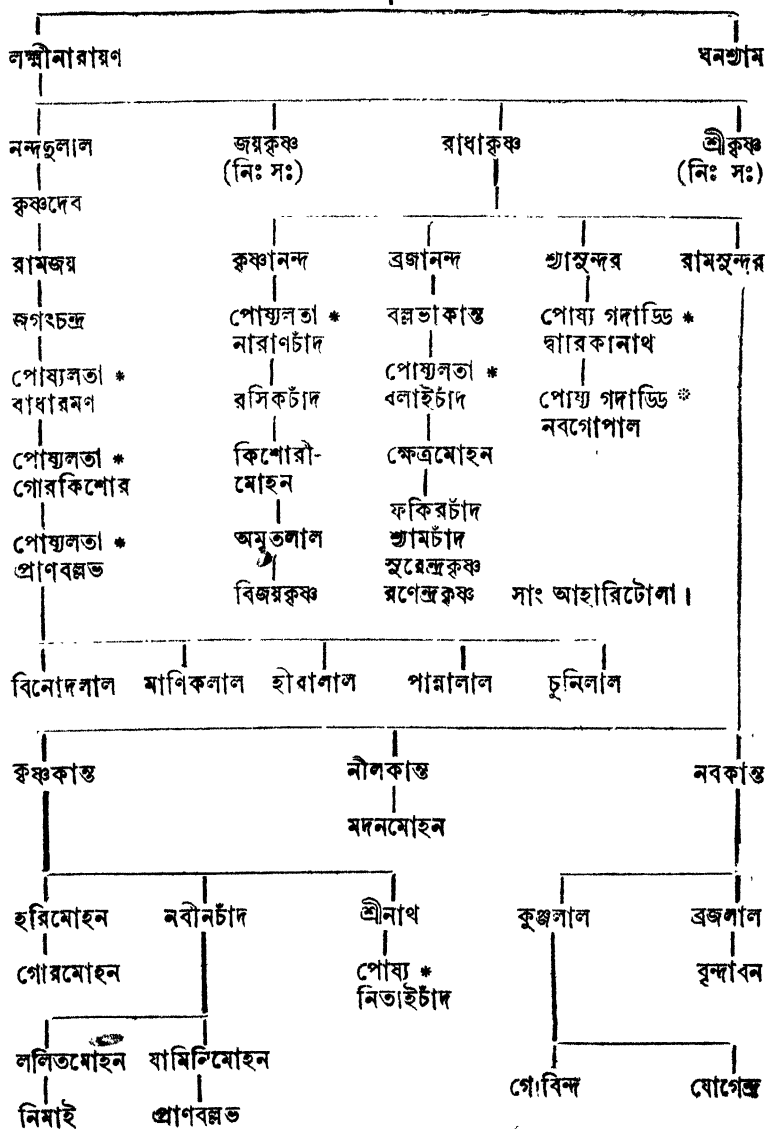 লক্ষ্মীনারায়ণ ঘনশ্যাম
নন্দদুলাল জয়কৃষ্ণ রাধাকৃষ্ণ শ্রীকৃষ্ণ
(নিঃ সঃ) (নিঃ সঃ)
কৃষ্ণদেব
রামজয় কৃষ্ণানন্দ ব্রজানন্দ শ্যাসুন্দর রামসুন্দর
জগৎচন্দ্র পোষ্যলতা * বল্লভাকান্ত পোষ্য গদাড্ডি *
নারাণচাঁদ দ্বারিকানাথ
পোষ্যলতা * পোষ্যলতা *
বাধারমণ রসিকচাঁদ বলাইচাঁদ পোষ্য গদাড্ডি *
নবগোপাল
পোষ্যলতা * কিশোরী- ক্ষেত্রমোহন
গোরকিশোর মোহন
ফকিরচাঁদ
পোষ্যলতা * অমৃতলাল শ্যামচাঁদ
প্রাণবল্লভ সুরেন্দ্রকৃষ্ণ
বিজয়কৃষ্ণ রণেন্দ্রকৃষ্ণ সাং আহারিটোলা।
বিনোদলাল মাণিকলাল হীবালাল পান্নালাল চুনিলাল
কৃষ্ণকান্ত নীলকান্ত নবকান্ত
মদনমোহন
হরিমোহন নবীনচাঁদ শ্রীনাথ কুঞ্জলাল ব্রজলাল
গোরমোহন পোষ্য * বৃন্দাবন
নিতাইচাঁদ
ললিতমোহন যামিনিমোহন গোবিন্দ যোগেন্দ্র
নিমাই প্রাণবল্লভ